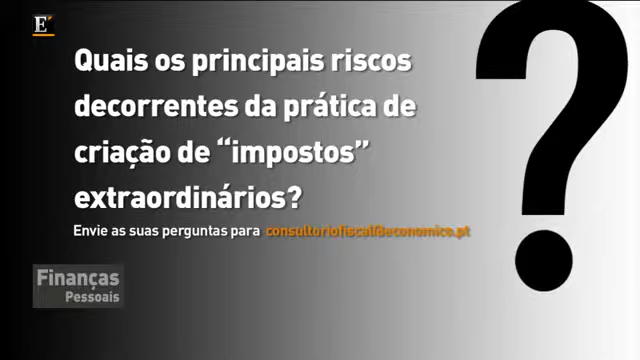 E
Quais os principais riscos
decorrentes da prática de
criação de “impostos”
extraordinários?
Envie as suas perguntas para consultoriofiscal@economico.pt
Finanças
Pessoais
?